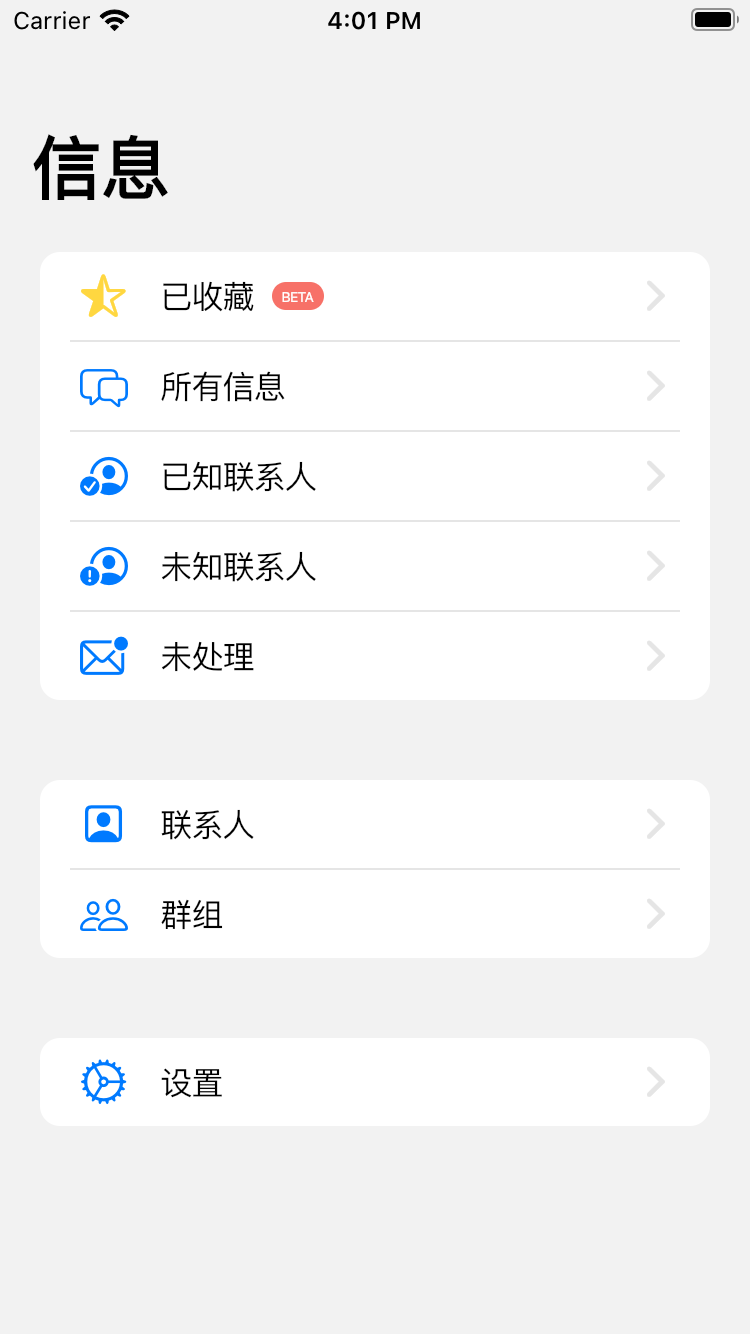 Carrier 4:01 PM
信息
已收藏 BETA
所有信息
已知联系人
未知联系人
未处理
联系人
群组
设置